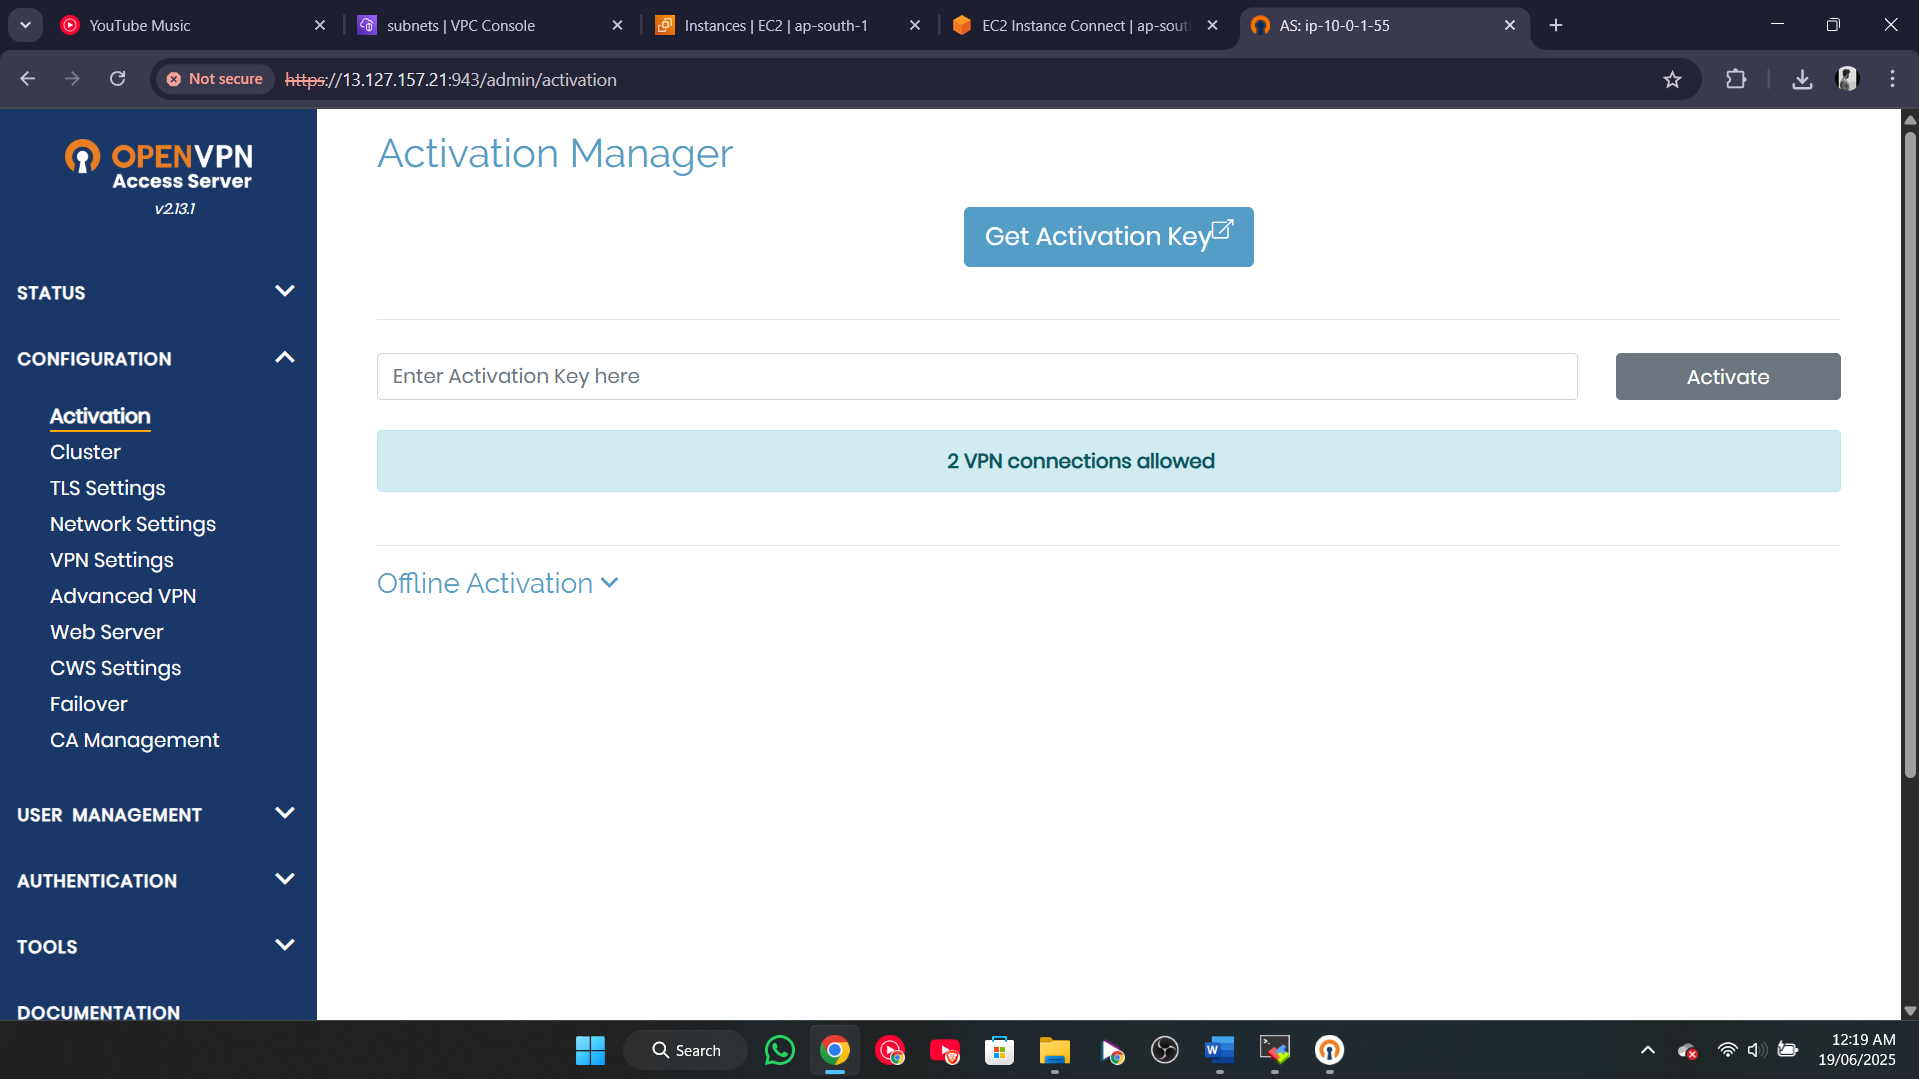 YouTube Music
subnets | VPC Console
Instances | EC2 | ap-south-1
EC2 Instance Connect | ap-sout
AS: ip-10-0-1-55
Not secure
https://13.127.157.21:943/admin/activation
OPENVPN
Access Server
v2.13.1
STATUS
CONFIGURATION
Activation
Cluster
TLS Settings
Network Settings
VPN Settings
Advanced VPN
Web Server
CWS Settings
Failover
CA Management
USER MANAGEMENT
AUTHENTICATION
TOOLS
DOCUMENTATION
Activation Manager
Get Activation Key
Enter Activation Key here
Activate
2 VPN connections allowed
Offline Activation
Search
12:19 AM
19/06/2025